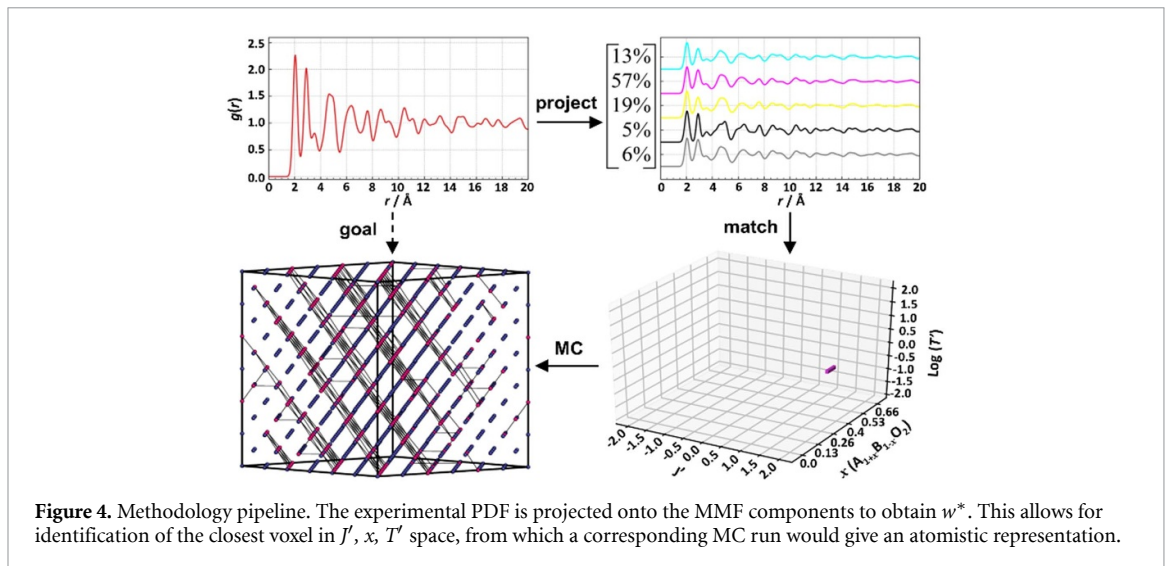 2.5
2.0
1.5
1.0
0.5
0.0
g(r)
0 2 4 6 8 10 12 14 16 18 20
r / Å
project
13%
57%
19%
5%
6%
0 2 4 6 8 10 12 14 16 18 20
r / Å
goal
match
MC
2.0
1.5
1.0
0.5
0.0
-0.5
-1.0
-1.5
-2.0
Log (T')
-2.0 -1.5 -1.0 -0.5 0.0 0.5 1.0 1.5 2.0
J'
0.0 0.13 0.26 0.4 0.53 0.66
x (A1+xB1-xO2)
Figure 4. Methodology pipeline. The experimental PDF is projected onto the MMF components to obtain w*. This allows for
identification of the closest voxel in J′, x, T′ space, from which a corresponding MC run would give an atomistic representation.